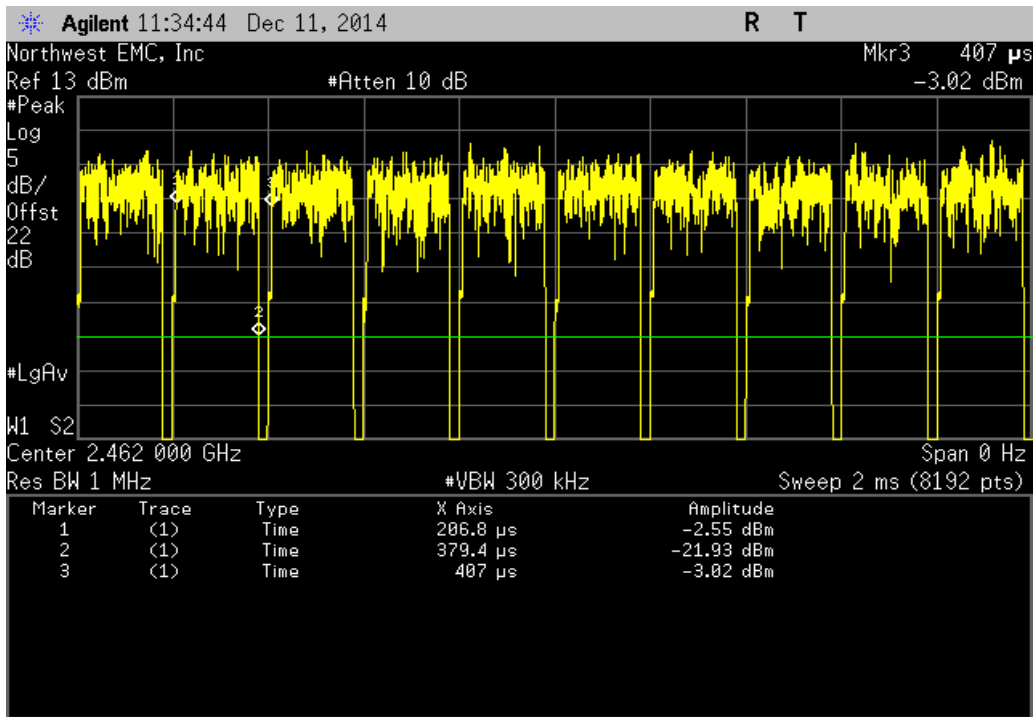 Agilent 11:34:44 Dec 11, 2014 R T
Northwest EMC, Inc Mkr3 407 µs
Ref 13 dBm #Atten 10 dB -3.02 dBm
#Peak
Log
5
dB/
Offst
22
dB
2
#LgAv
W1 S2
Center 2.462 000 GHz Span 0 Hz
Res BW 1 MHz #VBW 300 kHz Sweep 2 ms (8192 pts)
Marker Trace Type X Axis Amplitude
1 (1) Time 206.8 µs -2.55 dBm
2 (1) Time 379.4 µs -21.93 dBm
3 (1) Time 407 µs -3.02 dBm